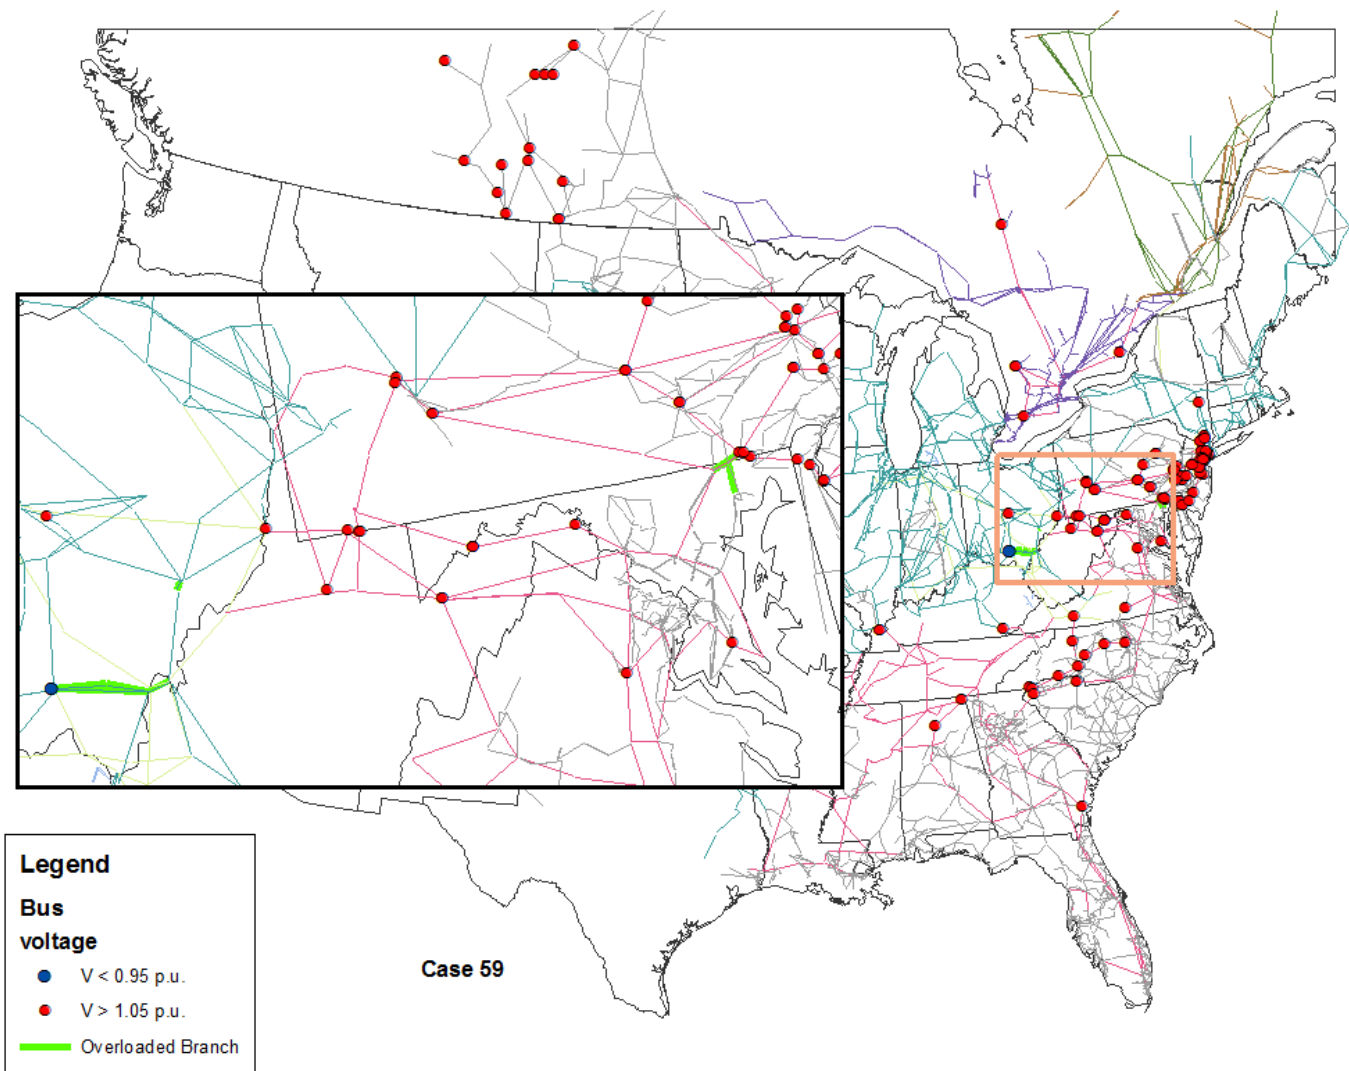 Case 59
Legend
Bus
voltage
V < 0.95 p.u.
V > 1.05 p.u.
Overloaded Branch